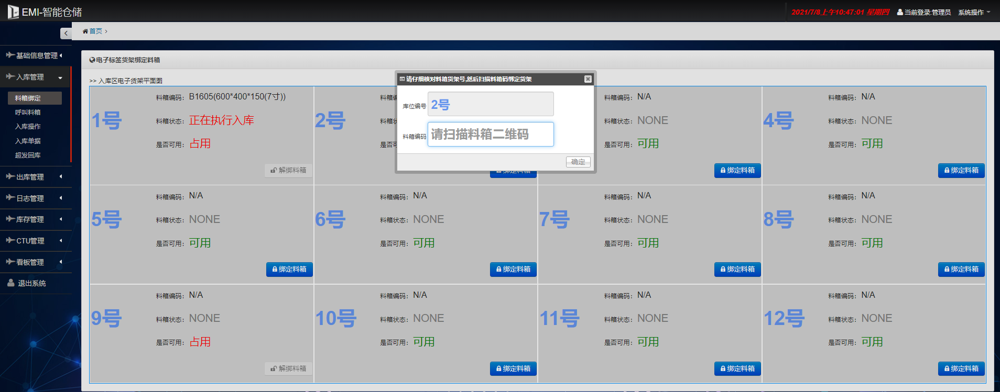 EMI-智能仓储
2021/7/8上午10:47:01 星期四
当前登录:管理员
系统操作
首页
基础信息管理
入库管理
料箱绑定
呼叫料箱
入库操作
入库单据
超发回库
出库管理
日志管理
库存管理
CTU管理
看板管理
退出系统
电子标签货架绑定料箱
>> 入库区电子货架平面图
1号
料箱编码： B1605(600*400*150(7寸))
料箱状态： 正在执行入库
是否可用： 占用
解绑料箱
2号
料箱编
料箱状
是否可
绑定料箱
料箱编码： N/A
料箱状态： NONE
是否可用： 可用
绑定料箱
4号
料箱编码： N/A
料箱状态： NONE
是否可用： 可用
绑定料箱
请仔细核对料箱货架号,然后扫描料箱码绑定货架
库位编号 2号
料箱编码 请扫描料箱二维码
确定
5号
料箱编码： N/A
料箱状态： NONE
是否可用： 可用
绑定料箱
6号
料箱编码： N/A
料箱状态： NONE
是否可用： 可用
绑定料箱
7号
料箱编码： N/A
料箱状态： NONE
是否可用： 可用
绑定料箱
8号
料箱编码： N/A
料箱状态： NONE
是否可用： 可用
绑定料箱
9号
料箱编码： N/A
料箱状态： NONE
是否可用： 占用
解绑料箱
10号
料箱编码： N/A
料箱状态： NONE
是否可用： 可用
绑定料箱
11号
料箱编码： N/A
料箱状态： NONE
是否可用： 可用
绑定料箱
12号
料箱编码： N/A
料箱状态： NONE
是否可用： 可用
绑定料箱